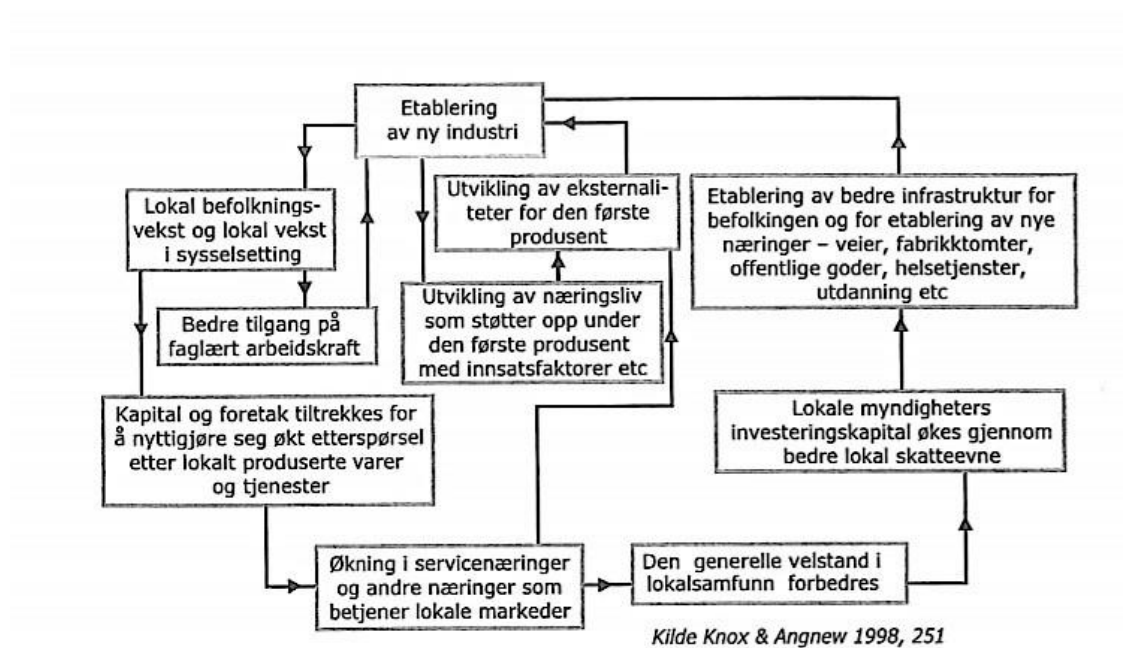 Etablering
av ny industri
Lokal befolknings-
vekst og lokal vekst
i sysselsetting
Utvikling av eksternali-
teter for den første
produsent
Etablering av bedre infrastruktur for
befolkingen og for etablering av nye
næringer – veier, fabrikktomter,
offentlige goder, helsetjenster,
utdanning etc
Bedre tilgang på
faglært arbeidskraft
Utvikling av næringsliv
som støtter opp under
den første produsent
med innsatsfaktorer etc
Kapital og foretak tiltrekkes for
å nyttigjøre seg økt etterspørsel
etter lokalt produserte varer
og tjenester
Lokale myndigheters
investeringskapital økes gjennom
bedre lokal skatteevne
Økning i servicenæringer
og andre næringer som
betjener lokale markeder
Den generelle velstand i
lokalsamfunn forbedres
Kilde Knox & Angnew 1998, 251